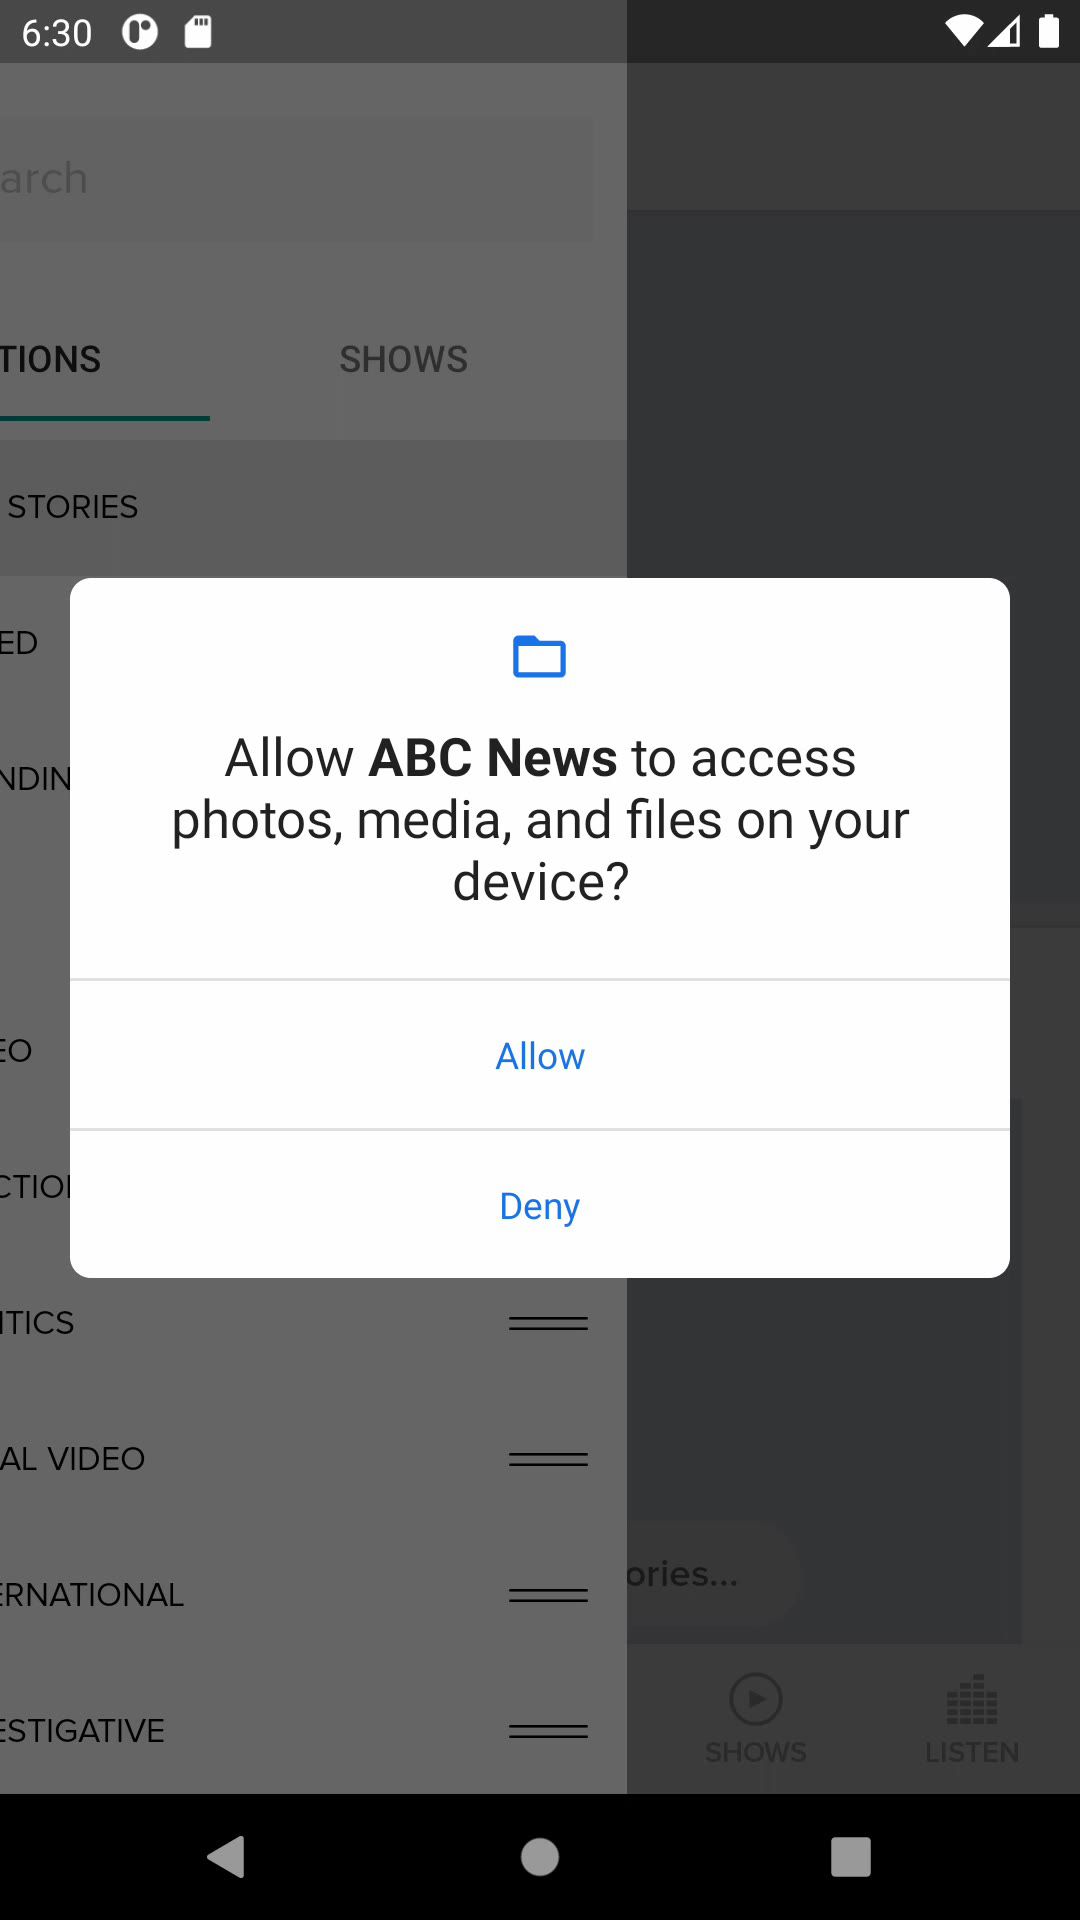 6:30
arch
TIONS
SHOWS
STORIES
ED
NDIN
Allow ABC News to access
photos, media, and files on your
device?
EO
Allow
CTIO
Deny
ITICS
AL VIDEO
ories...
ERNATIONAL
ESTIGATIVE
SHOWS
LISTEN